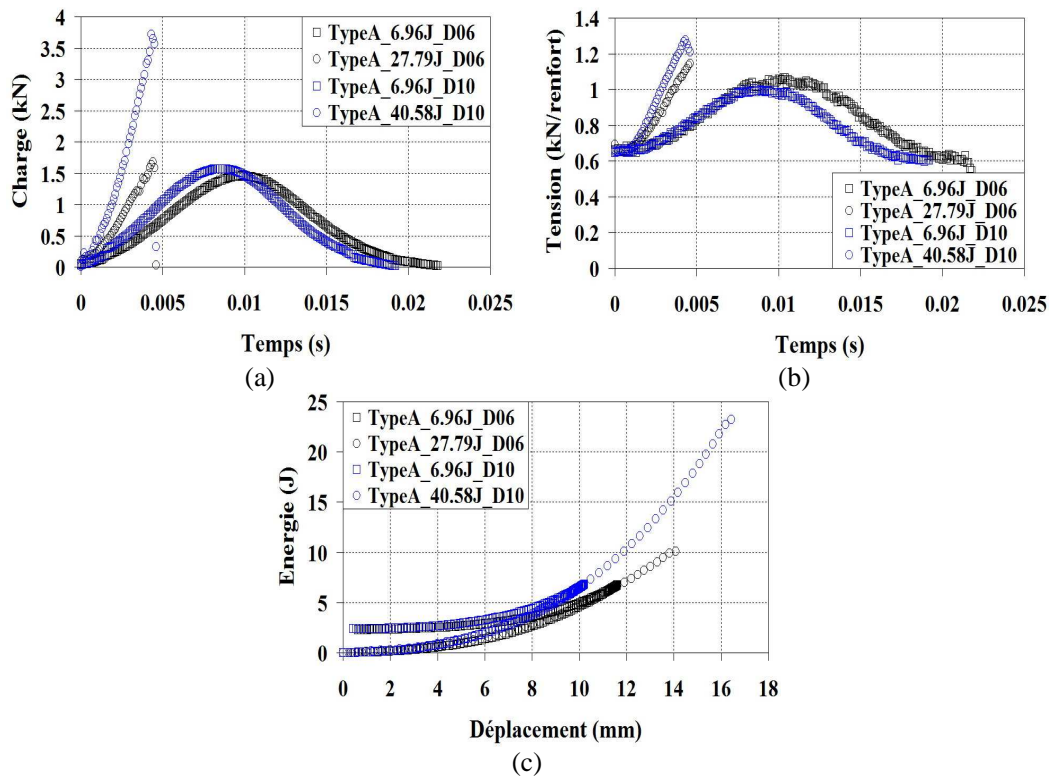 4
3.5
3
2.5
2
1.5
1
0.5
0
Charge (kN)
TypeA_6.96J_D06
TypeA_27.79J_D06
TypeA_6.96J_D10
TypeA_40.58J_D10
0 0.005 0.01 0.015 0.02 0.025
Temps (s)
(a)
1.4
1.2
1
0.8
0.6
0.4
0.2
0
Tension (kN/renfort)
TypeA_6.96J_D06
TypeA_27.79J_D06
TypeA_6.96J_D10
TypeA_40.58J_D10
0 0.005 0.01 0.015 0.02 0.025
Temps (s)
(b)
25
20
15
10
5
0
Energie (J)
TypeA_6.96J_D06
TypeA_27.79J_D06
TypeA_6.96J_D10
TypeA_40.58J_D10
0 2 4 6 8 10 12 14 16 18
Déplacement (mm)
(c)